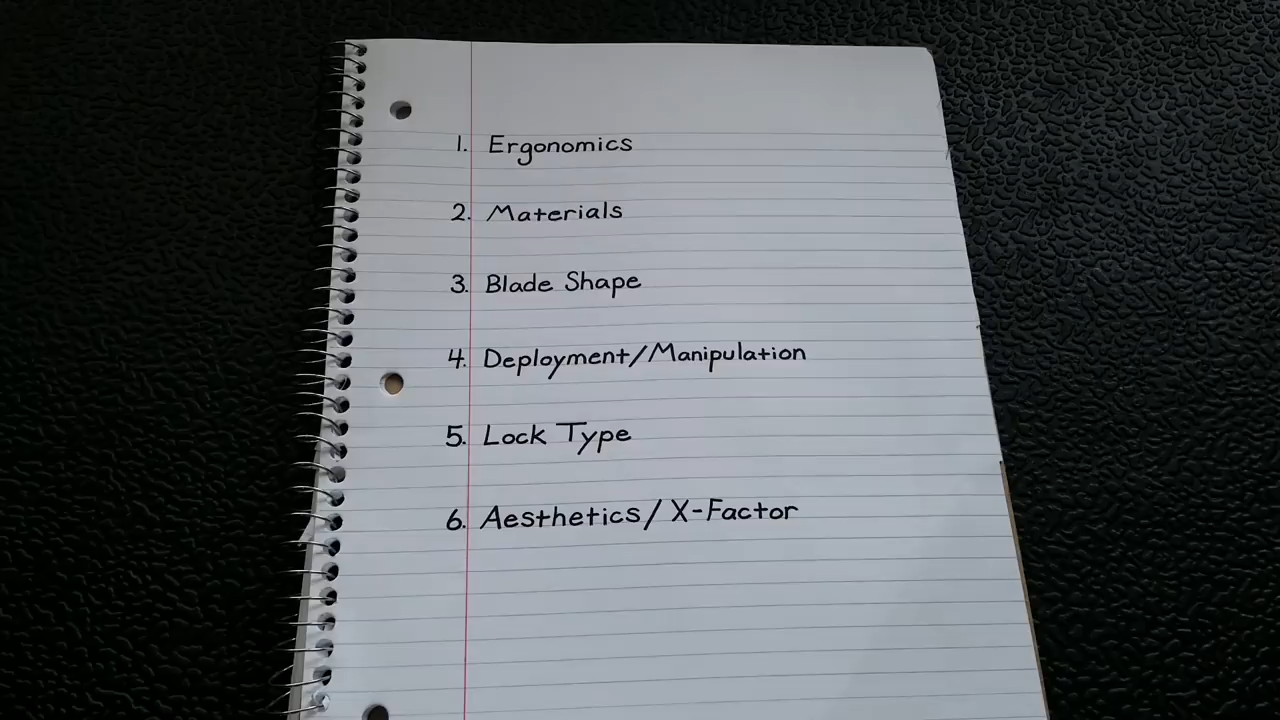 1. Ergonomics
2. Materials
3. Blade Shape
4. Deployment/Manipulation
5. Lock Type
6. Aesthetics/X-Factor